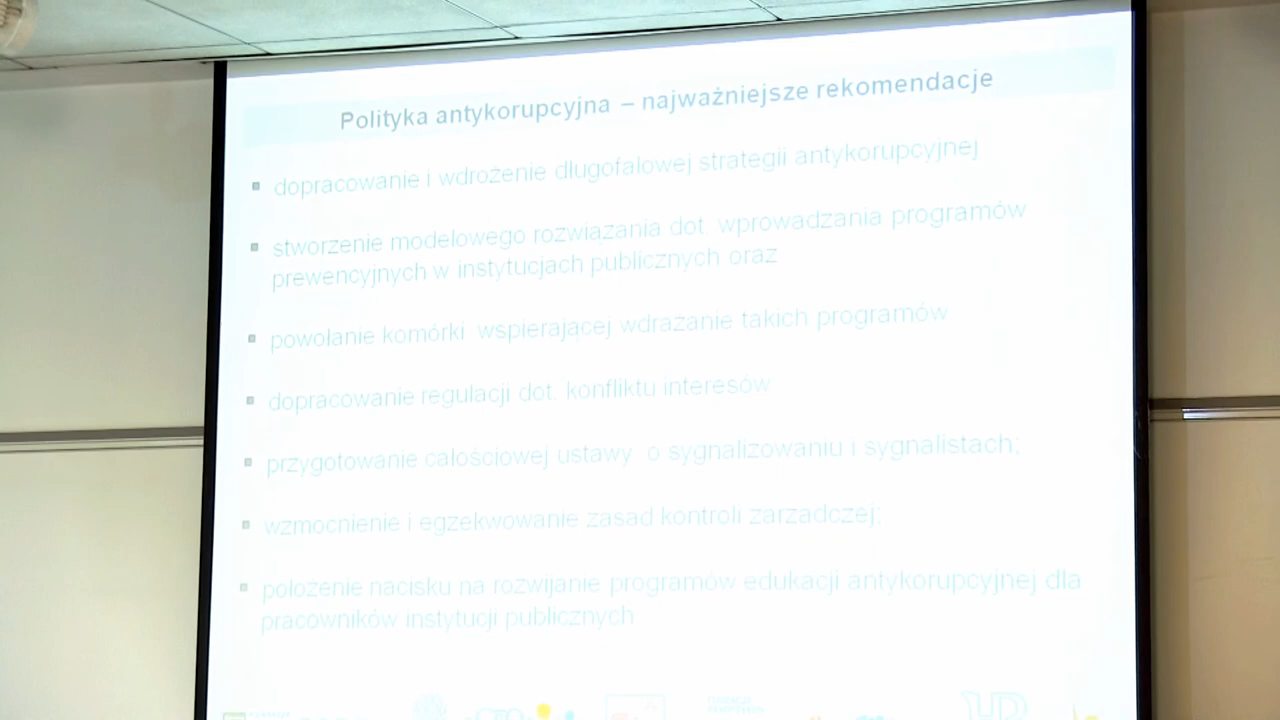 Polityka antykorupcyjna – najważniejsze rekomendacje
dopracowanie i wdrożenie długofalowej strategii antykorupcyjnej
stworzenie modelowego rozwiązania dot. wprowadzania programów
prewencyjnych w instytucjach publicznych oraz
powołanie komórki wspierającej wdrażanie takich programów
dopracowanie regulacji dot. konfliktu interesów
przygotowanie całościowej ustawy o sygnalizowaniu i sygnalistach;
wzmocnienie i egzekwowanie zasad kontroli zarządczej;
położenie nacisku na rozwijanie programów edukacji antykorupcyjnej dla
pracowników instytucji publicznych